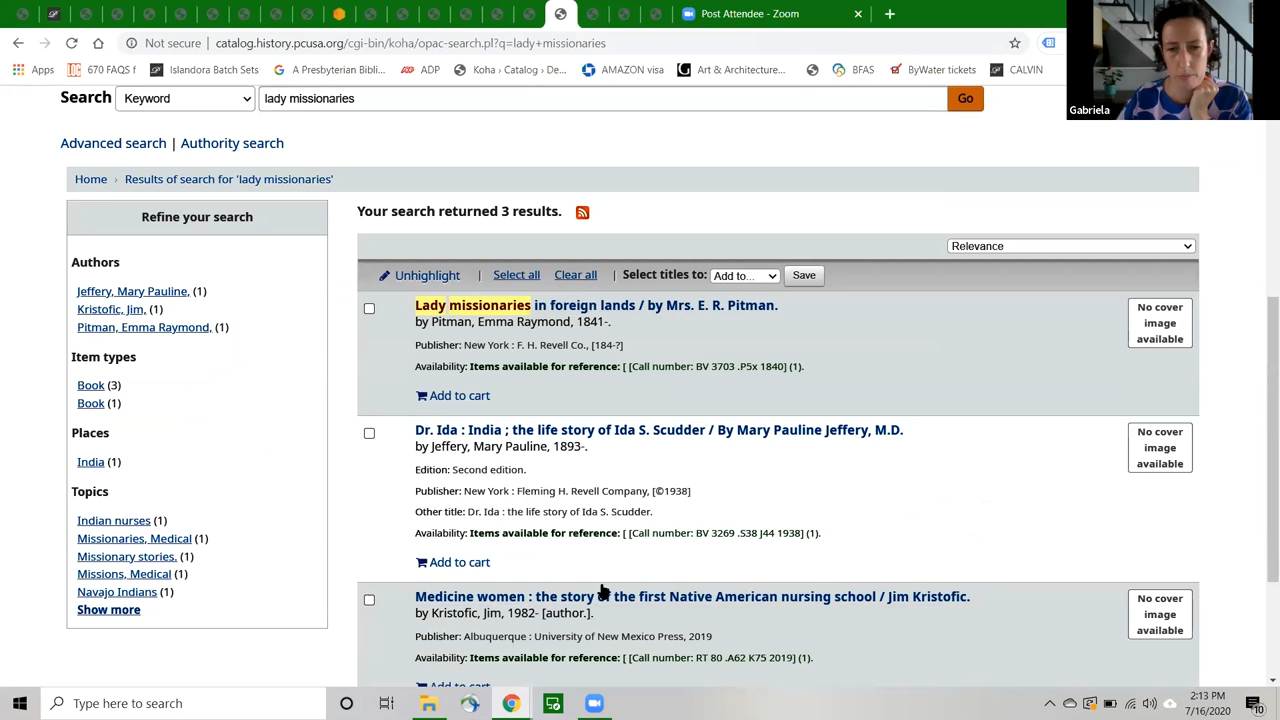 Post Attendee - Zoom
Not secure catalog.history.pcusa.org/cgi-bin/koha/opac-search.pl?q=lady+missionaries
Apps 670 FAQS f Islandora Batch Sets A Presbyterian Bibli... ADP Koha › Catalog › De... AMAZON visa Art & Architecture... BFAS ByWater tickets CALVIN
Gabriela
Search Keyword lady missionaries Go
Advanced search | Authority search
Home › Results of search for 'lady missionaries'
Refine your search
Authors
Jeffery, Mary Pauline, (1)
Kristofic, Jim, (1)
Pitman, Emma Raymond, (1)
Item types
Book (3)
Book (1)
Places
India (1)
Topics
Indian nurses (1)
Missionaries, Medical (1)
Missionary stories. (1)
Missions, Medical (1)
Navajo Indians (1)
Show more
Your search returned 3 results.
Relevance
Unhighlight | Select all Clear all | Select titles to: Add to... Save
Lady missionaries in foreign lands / by Mrs. E. R. Pitman.
by Pitman, Emma Raymond, 1841-.
Publisher: New York : F. H. Revell Co., [184-?]
Availability: Items available for reference: [ [Call number: BV 3703 .P5x 1840] (1).
Add to cart
No cover
image
available
Dr. Ida : India ; the life story of Ida S. Scudder / By Mary Pauline Jeffery, M.D.
by Jeffery, Mary Pauline, 1893-.
Edition: Second edition.
Publisher: New York : Fleming H. Revell Company, [©1938]
Other title: Dr. Ida : the life story of Ida S. Scudder.
Availability: Items available for reference: [ [Call number: BV 3269 .S38 J44 1938] (1).
Add to cart
No cover
image
available
Medicine women : the story of the first Native American nursing school / Jim Kristofic.
by Kristofic, Jim, 1982- [author.].
Publisher: Albuquerque : University of New Mexico Press, 2019
Availability: Items available for reference: [ [Call number: RT 80 .A62 K75 2019] (1).
Add to cart
No cover
image
available
Type here to search
2:13 PM
7/16/2020
10